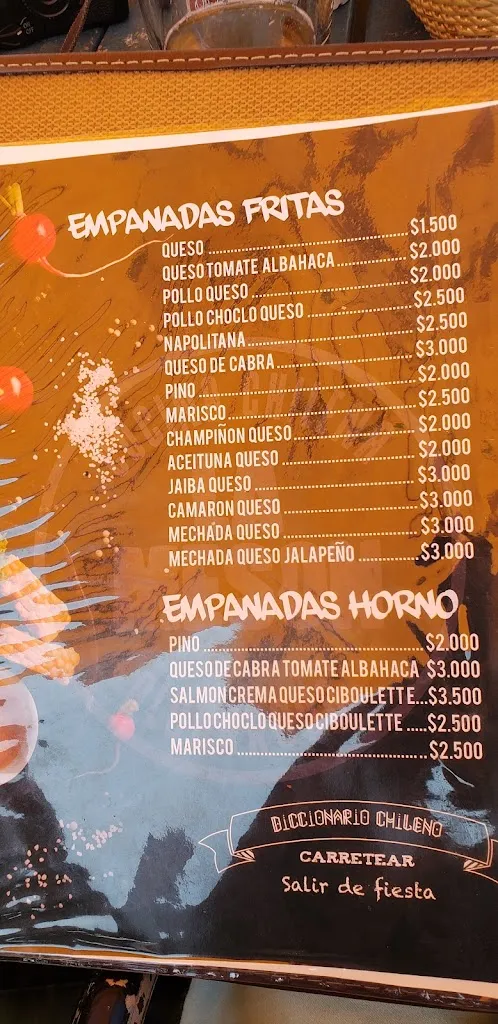 EMPANADAS FRITAS
QUESO ........ $1.500
QUESO TOMATE ALBAHACA ........ $2.000
POLLO QUESO ........ $2.000
POLLO CHOCLO QUESO ........ $2.500
NAPOLITANA ........ $2.500
QUESO DE CABRA ........ $3.000
PINO ........ $2.000
MARISCO ........ $2.500
CHAMPIÑON QUESO ........ $2.000
ACEITUNA QUESO ........ $2.000
JAIBA QUESO ........ $3.000
CAMARON QUESO ........ $3.000
MECHADA QUESO ........ $3.000
MECHADA QUESO JALAPEÑO ........ $3.000
EMPANADAS HORNO
PINO ........ $2.000
QUESO DE CABRA TOMATE ALBAHACA $3.000
SALMON CREMA QUESO CIBOULETTE...$3.500
POLLO CHOCLO QUESO CIBOULETTE .....$2.500
MARISCO ........ $2.500
DICCIONARIO CHILENO
CARRETEAR
Salir de fiesta